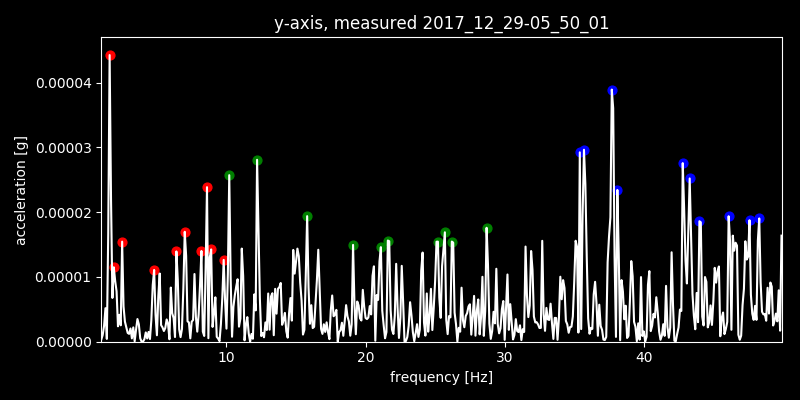 y-axis, measured 2017_12_29-05_50_01
0.00004
0.00003
0.00002
0.00001
0.00000
acceleration [g]
10 20 30 40
frequency [Hz]